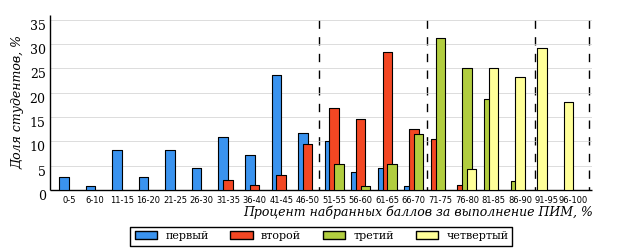 Доля студентов, %
35
30
25
20
15
10
5
0
0-5 6-10 11-15 16-20 21-25 26-30 31-35 36-40 41-45 46-50 51-55 56-60 61-65 66-70 71-75 76-80 81-85 86-90 91-95 96-100
Процент набранных баллов за выполнение ПИМ, %
первый второй третий четвертый